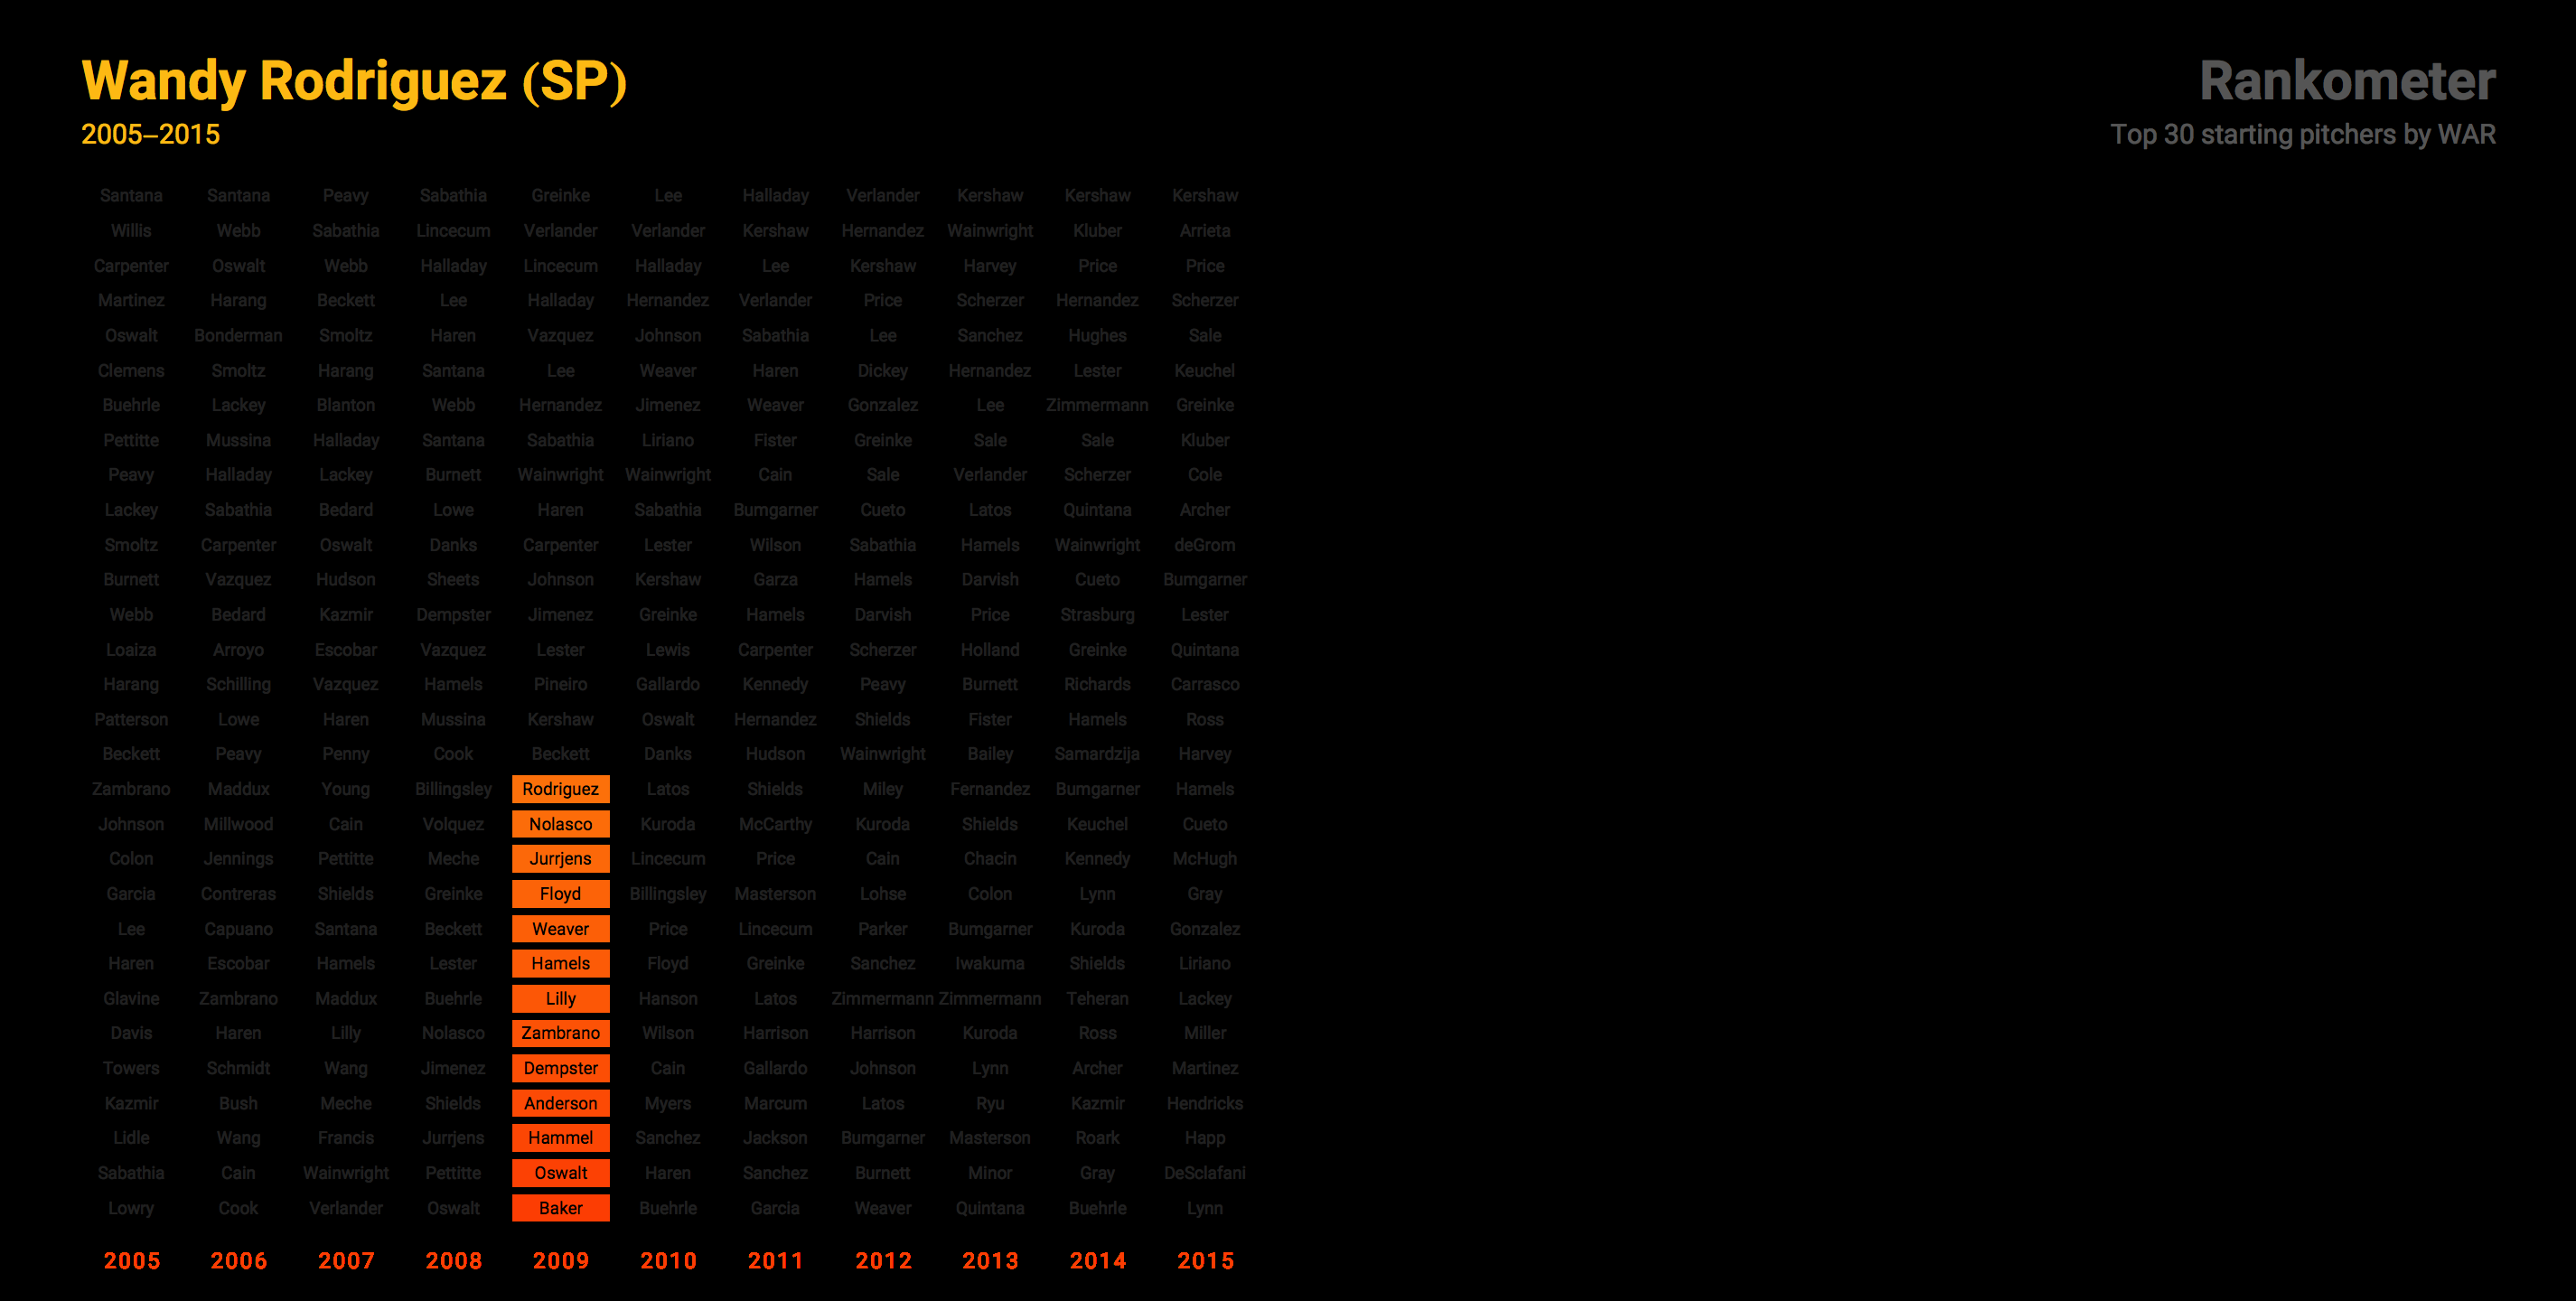 Wandy Rodriguez (SP)
2005–2015
Rankometer
Top 30 starting pitchers by WAR
Santana Santana Peavy Sabathia Greinke Lee Halladay Verlander Kershaw Kershaw Kershaw
Willis Webb Sabathia Lincecum Verlander Verlander Kershaw Hernandez Wainwright Kluber Arrieta
Carpenter Oswalt Webb Halladay Lincecum Halladay Lee Kershaw Harvey Price Price
Martinez Harang Beckett Lee Halladay Hernandez Verlander Price Scherzer Hernandez Scherzer
Oswalt Bonderman Smoltz Haren Vazquez Johnson Sabathia Lee Sanchez Hughes Sale
Clemens Smoltz Harang Santana Lee Weaver Haren Dickey Hernandez Lester Keuchel
Buehrle Lackey Blanton Webb Hernandez Jimenez Weaver Gonzalez Lee Zimmermann Greinke
Pettitte Mussina Halladay Santana Sabathia Liriano Fister Greinke Sale Sale Kluber
Peavy Halladay Lackey Burnett Wainwright Wainwright Cain Sale Verlander Scherzer Cole
Lackey Sabathia Bedard Lowe Haren Sabathia Bumgarner Cueto Latos Quintana Archer
Smoltz Carpenter Oswalt Danks Carpenter Lester Wilson Sabathia Hamels Wainwright deGrom
Burnett Vazquez Hudson Sheets Johnson Kershaw Garza Hamels Darvish Cueto Bumgarner
Webb Bedard Kazmir Dempster Jimenez Greinke Hamels Darvish Price Strasburg Lester
Loaiza Arroyo Escobar Vazquez Lester Lewis Carpenter Scherzer Holland Greinke Quintana
Harang Schilling Vazquez Hamels Pineiro Gallardo Kennedy Peavy Burnett Richards Carrasco
Patterson Lowe Haren Mussina Kershaw Oswalt Hernandez Shields Fister Hamels Ross
Beckett Peavy Penny Cook Beckett Danks Hudson Wainwright Bailey Samardzija Harvey
Zambrano Maddux Young Billingsley Rodriguez Latos Shields Miley Fernandez Bumgarner Hamels
Johnson Millwood Cain Volquez Nolasco Kuroda McCarthy Kuroda Shields Keuchel Cueto
Colon Jennings Pettitte Meche Jurrjens Lincecum Price Cain Chacin Kennedy McHugh
Garcia Contreras Shields Greinke Floyd Billingsley Masterson Lohse Colon Lynn Gray
Lee Capuano Santana Beckett Weaver Price Lincecum Parker Bumgarner Kuroda Gonzalez
Haren Escobar Hamels Lester Hamels Floyd Greinke Sanchez Iwakuma Shields Liriano
Glavine Zambrano Maddux Buehrle Lilly Hanson Latos Zimmermann Zimmermann Teheran Lackey
Davis Haren Lilly Nolasco Zambrano Wilson Harrison Harrison Kuroda Ross Miller
Towers Schmidt Wang Jimenez Dempster Cain Gallardo Johnson Lynn Archer Martinez
Kazmir Bush Meche Shields Anderson Myers Marcum Latos Ryu Kazmir Hendricks
Lidle Wang Francis Jurrjens Hammel Sanchez Jackson Bumgarner Masterson Roark Happ
Sabathia Cain Wainwright Pettitte Oswalt Haren Sanchez Burnett Minor Gray DeSclafani
Lowry Cook Verlander Oswalt Baker Buehrle Garcia Weaver Quintana Buehrle Lynn
2005 2006 2007 2008 2009 2010 2011 2012 2013 2014 2015